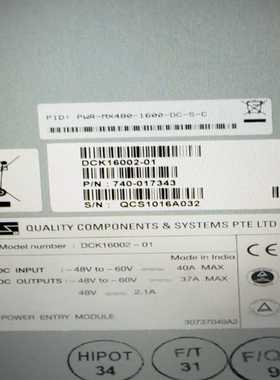 PID: PWR-MX480-1600-DC-S-C
DCK16002-01
P/N : 740-017343
S/N : QCS1016A032
QUALITY COMPONENTS & SYSTEMS PTE LTD
Model number : DCK16002-01 Made in India
DC INPUT : -48V to -60V 40A MAX
DC OUTPUTS : -48V to -60V 37A MAX
48V 2.1A
POWER ENTRY MODULE
30737049A2
HIPOT F/T F/Q
34 31 9